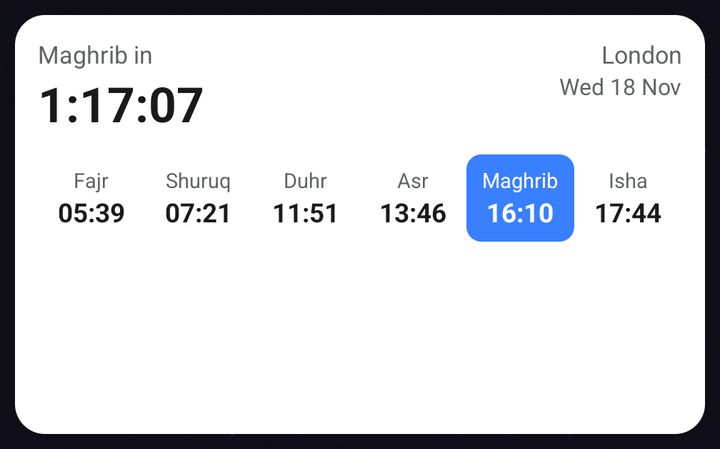 Maghrib in
1:17:07
London
Wed 18 Nov
Fajr Shuruq Duhr Asr Maghrib Isha
05:39 07:21 11:51 13:46 16:10 17:44